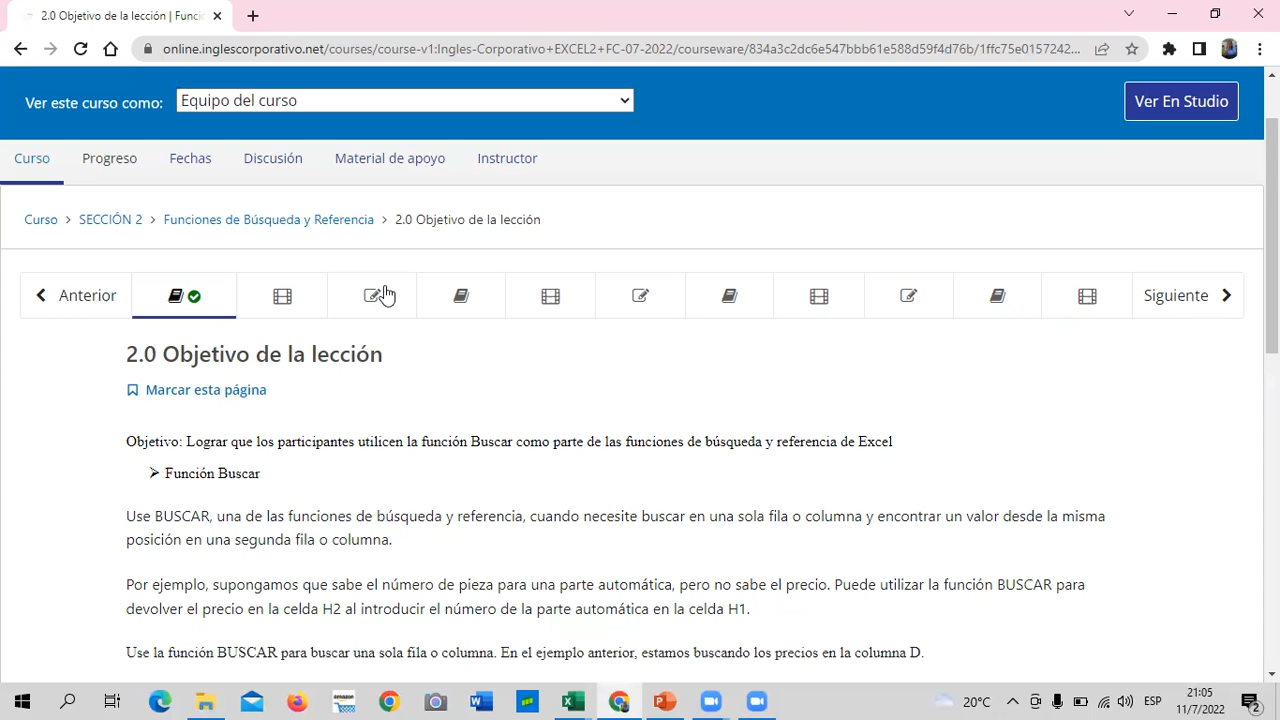 2.0 Objetivo de la lección | Funci
online.inglescorporativo.net/courses/course-v1:Ingles-Corporativo+EXCEL2+FC-07-2022/courseware/834a3c2dc6e547bbb61e588d59f4d76b/1ffc75e0157242...
Ver este curso como:
Equipo del curso
Ver En Studio
Curso
Progreso
Fechas
Discusión
Material de apoyo
Instructor
Curso > SECCIÓN 2 > Funciones de Búsqueda y Referencia > 2.0 Objetivo de la lección
Anterior
Siguiente
2.0 Objetivo de la lección
Marcar esta página
Objetivo: Lograr que los participantes utilicen la función Buscar como parte de las funciones de búsqueda y referencia de Excel
➢ Función Buscar
Use BUSCAR, una de las funciones de búsqueda y referencia, cuando necesite buscar en una sola fila o columna y encontrar un valor desde la misma
posición en una segunda fila o columna.
Por ejemplo, supongamos que sabe el número de pieza para una parte automática, pero no sabe el precio. Puede utilizar la función BUSCAR para
devolver el precio en la celda H2 al introducir el número de la parte automática en la celda H1.
Use la función BUSCAR para buscar una sola fila o columna. En el ejemplo anterior, estamos buscando los precios en la columna D.
amazon
20°C
ESP
21:05
11/7/2022
2